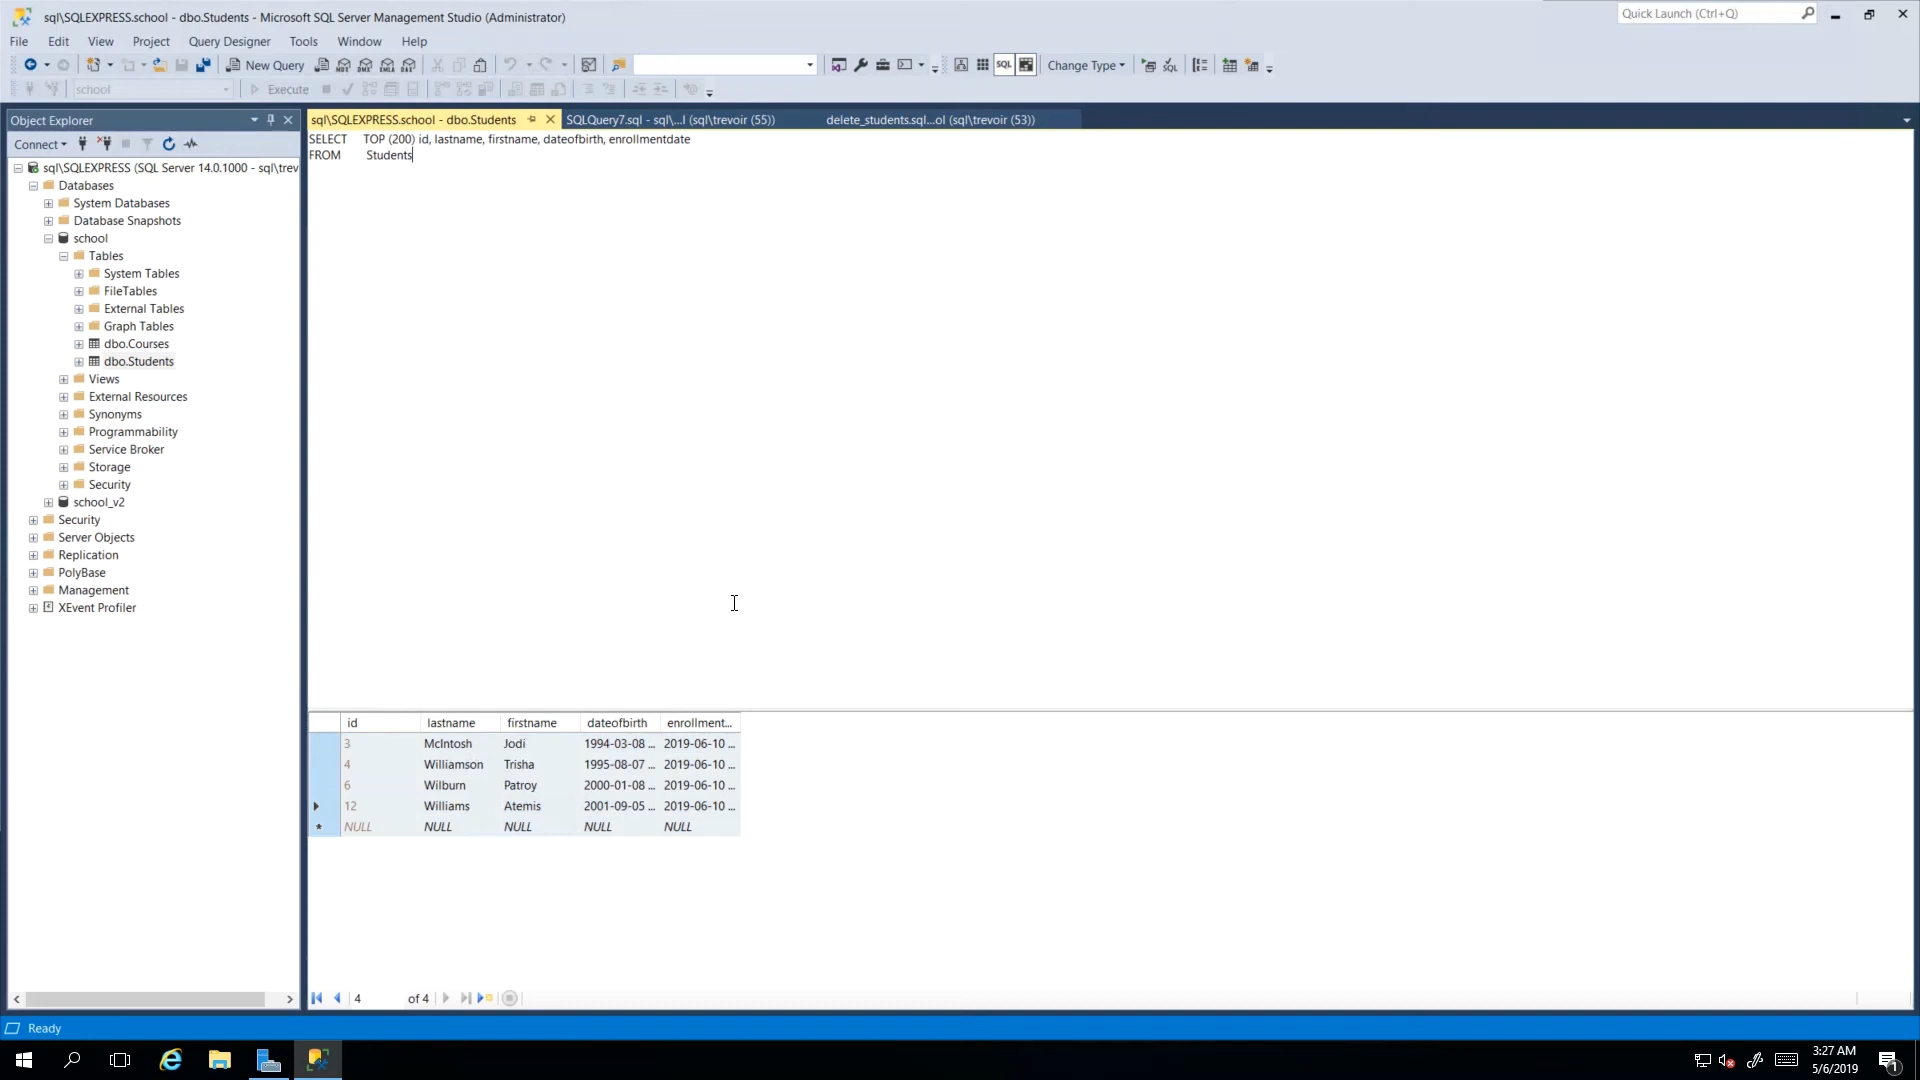 sql\SQLEXPRESS.school - dbo.Students - Microsoft SQL Server Management Studio (Administrator)
Quick Launch (Ctrl+Q)
File Edit View Project Query Designer Tools Window Help
New Query
MDX DMX XMLA DAX
SQL
Change Type
SQL
school
Execute
Object Explorer
sql\SQLEXPRESS.school - dbo.Students
SQLQuery7.sql - sql\...l (sql\trevoir (55))
delete_students.sql...ol (sql\trevoir (53))
Connect
SELECT TOP (200) id, lastname, firstname, dateofbirth, enrollmentdate
FROM Students
sql\SQLEXPRESS (SQL Server 14.0.1000 - sql\trev
Databases
System Databases
Database Snapshots
school
Tables
System Tables
FileTables
External Tables
Graph Tables
dbo.Courses
dbo.Students
Views
External Resources
Synonyms
Programmability
Service Broker
Storage
Security
school_v2
Security
Server Objects
Replication
PolyBase
Management
XEvent Profiler
id lastname firstname dateofbirth enrollment...
3 McIntosh Jodi 1994-03-08 ... 2019-06-10 ...
4 Williamson Trisha 1995-08-07 ... 2019-06-10 ...
6 Wilburn Patroy 2000-01-08 ... 2019-06-10 ...
12 Williams Atemis 2001-09-05 ... 2019-06-10 ...
* NULL NULL NULL NULL NULL
4 of 4
Ready
3:27 AM
5/6/2019
1